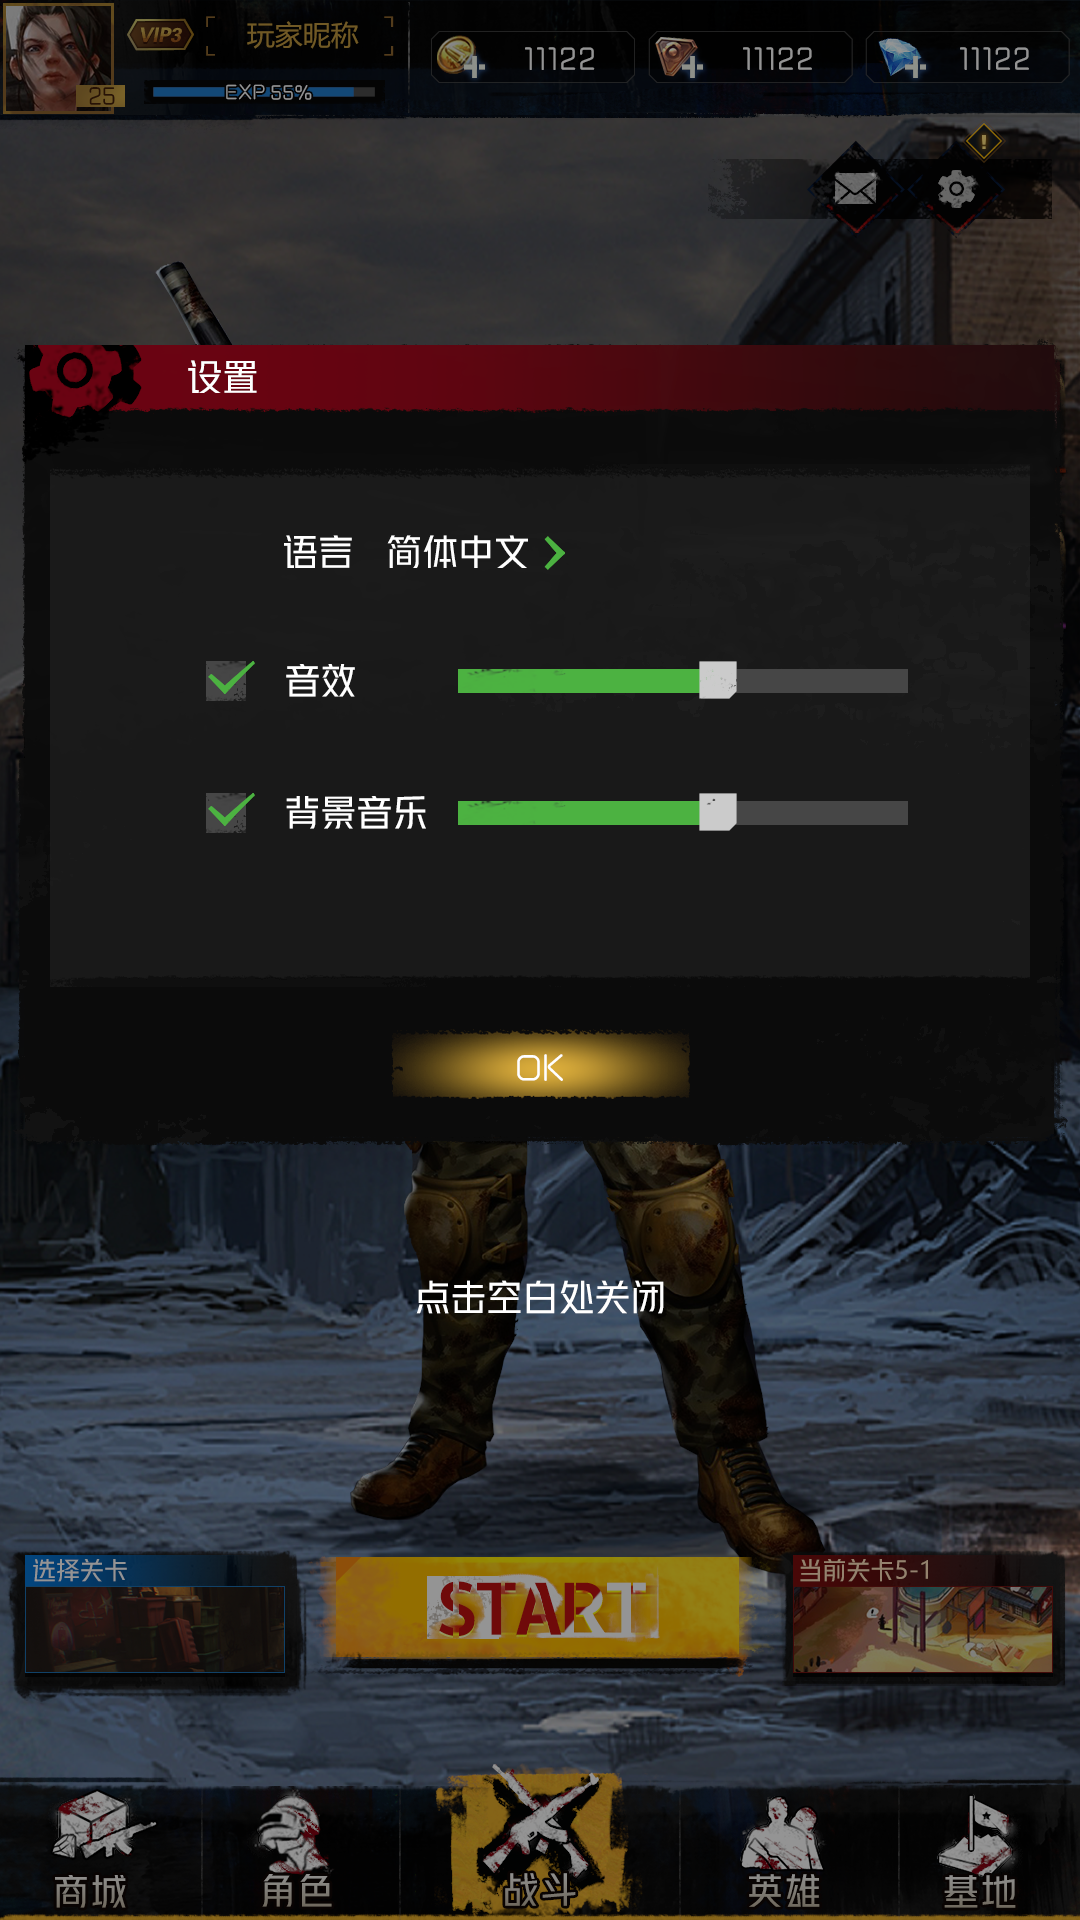 VIP3
玩家昵称
25
EXP 55%
11122
11122
11122
设置
语言 简体中文
音效
背景音乐
OK
点击空白处关闭
选择关卡
START
当前关卡5-1
商城
角色
战斗
英雄
基地